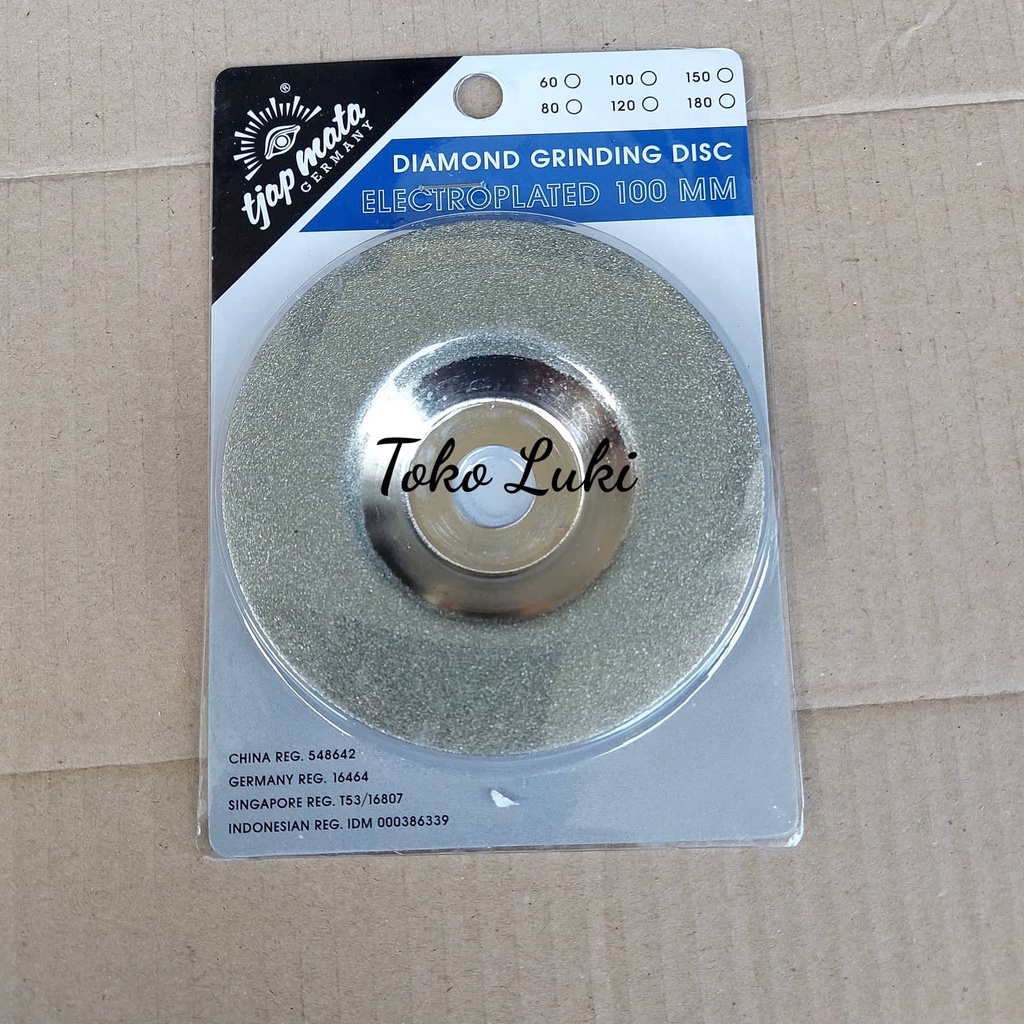 ®
tjap mata
GERMANY
60 100 150
80 120 180
DIAMOND GRINDING DISC
ELECTROPLATED 100 MM
Toko Luki
CHINA REG. 548642
GERMANY REG. 16464
SINGAPORE REG. T53/16807
INDONESIAN REG. IDM 000386339